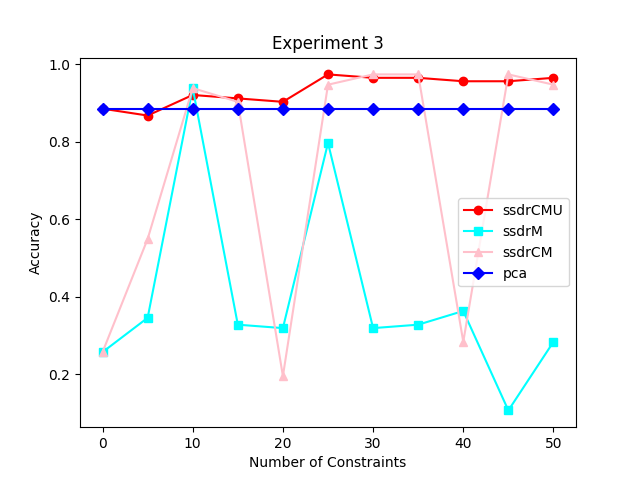 Experiment 3
Accuracy
1.0
0.8
0.6
0.4
0.2
ssdrCMU
ssdrM
ssdrCM
pca
0 10 20 30 40 50
Number of Constraints